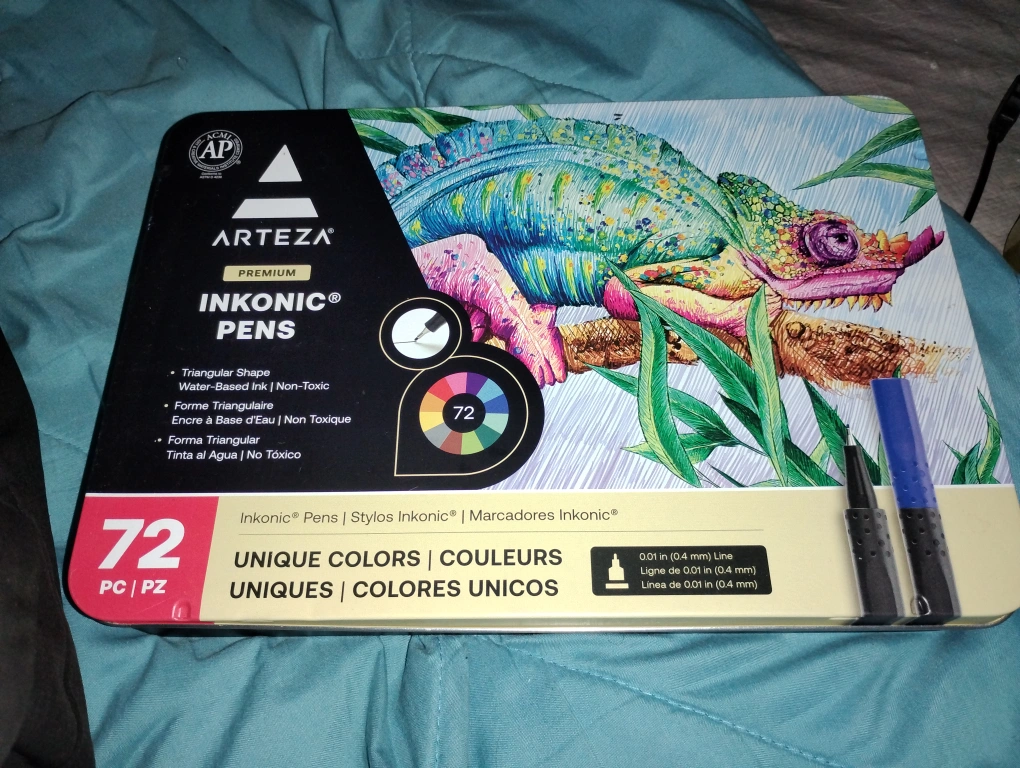 ACMI
AP
ARTEZA®
PREMIUM
INKONIC®
PENS
• Triangular Shape
Water-Based Ink | Non-Toxic
• Forme Triangulaire
Encre à Base d'Eau | Non Toxique
• Forma Triangular
Tinta al Agua | No Tóxico
72
72
PC | PZ
Inkonic® Pens | Stylos Inkonic® | Marcadores Inkonic®
UNIQUE COLORS | COULEURS
UNIQUES | COLORES UNICOS
0.01 in (0.4 mm) Line
Ligne de 0.01 in (0.4 mm)
Línea de 0.01 in (0.4 mm)